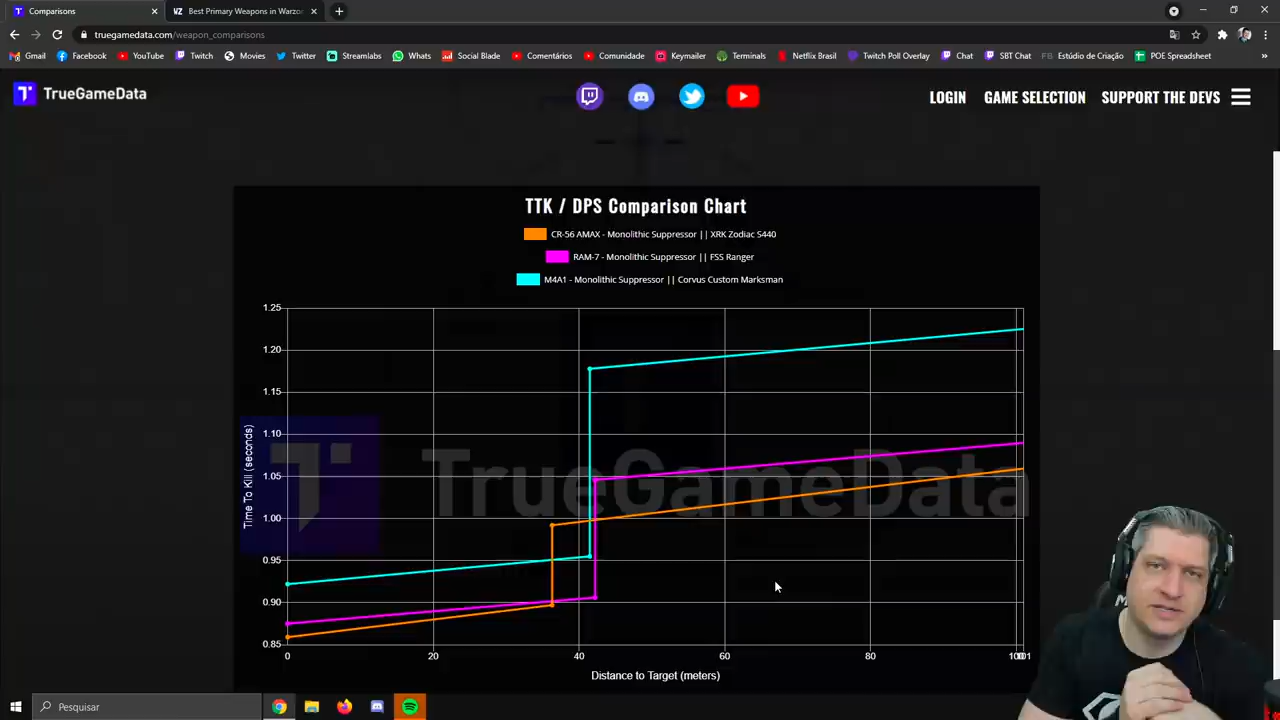 Comparisons
VZ Best Primary Weapons in Warzon
truegamedata.com/weapon_comparisons
Gmail Facebook YouTube Twitch Movies Twitter Streamlabs Whats Social Blade Comentários Comunidade Keymailer Terminals Netflix Brasil Twitch Poll Overlay Chat SBT Chat FB Estúdio de Criação POE Spreadsheet
TrueGameData
LOGIN GAME SELECTION SUPPORT THE DEVS
TTK / DPS Comparison Chart
CR-56 AMAX - Monolithic Suppressor || XRK Zodiac S440
RAM-7 - Monolithic Suppressor || FSS Ranger
M4A1 - Monolithic Suppressor || Corvus Custom Marksman
1.25
1.20
1.15
1.10
1.05
1.00
0.95
0.90
0.85
Time To Kill (seconds)
TrueGameData
0 20 40 60 80 100 101
Distance to Target (meters)
Pesquisar